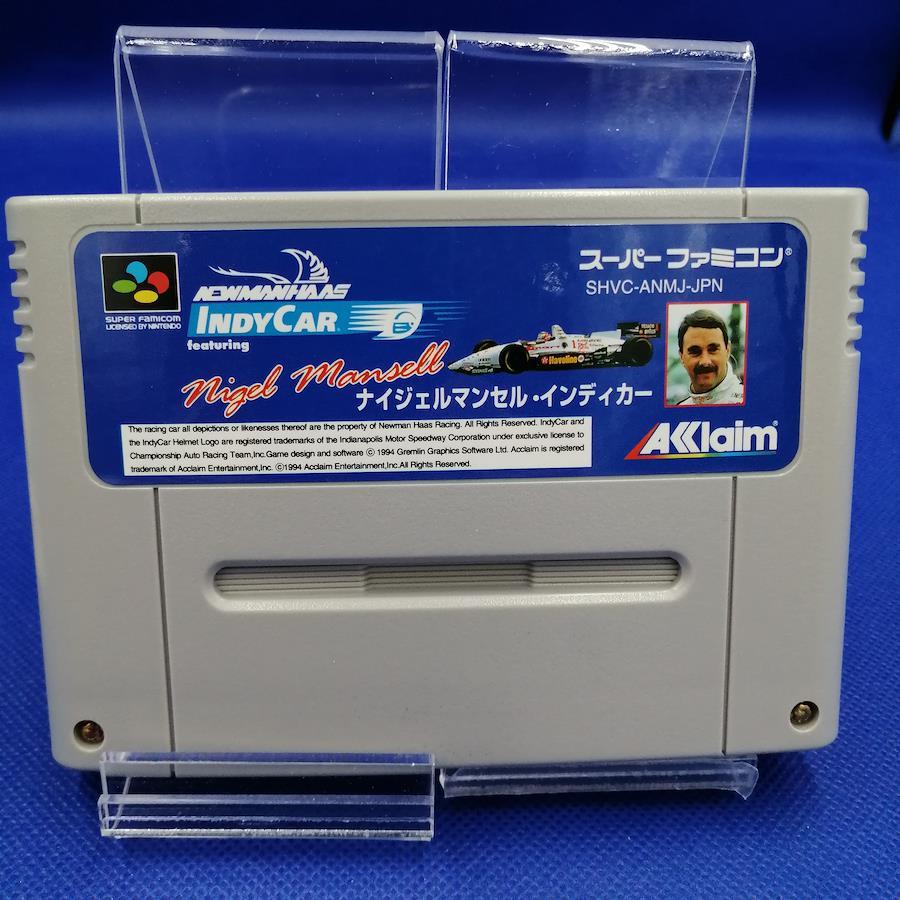 SUPER FAMICOM
LICENSED BY NINTENDO
NEWMAN HAAS
INDYCAR
featuring
Nigel Mansell
スーパーファミコン®
SHVC-ANMJ-JPN
Havoline
ナイジェルマンセル・インディカー
AKKlaim®
The racing car all depictions or likenesses thereof are the property of Newman Haas Racing. All Rights Reserved. IndyCar and
the IndyCar Helmet Logo are registered trademarks of the Indianapolis Motor Speedway Corporation under exclusive license to
Championship Auto Racing Team,Inc.Game design and software ©1994 Gremlin Graphics Software Ltd. Acclaim is registered
trademark of Acclaim Entertainment,Inc. ©1994 Acclaim Entertainment,Inc.All Rights Reserved.